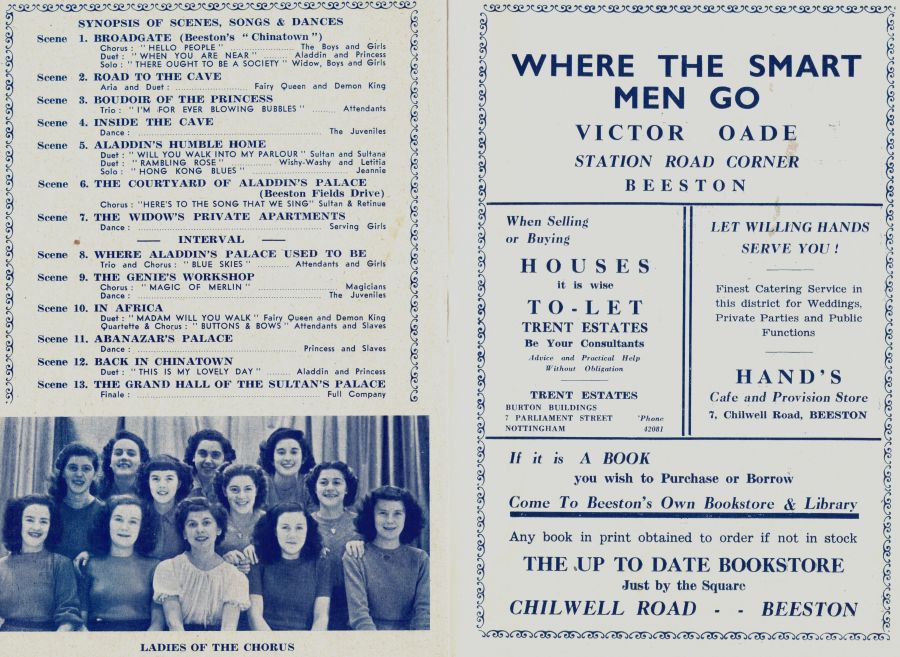 SYNOPSIS OF SCENES, SONGS & DANCES
Scene 1. BROADGATE (Beeston's "Chinatown")
Chorus : "HELLO PEOPLE" ........ The Boys and Girls
Duet : "WHEN YOU ARE NEAR" ........ Aladdin and Princess
Solo : "THERE OUGHT TO BE A SOCIETY" Widow, Boys and Girls
Scene 2. ROAD TO THE CAVE
Aria and Duet : ........ Fairy Queen and Demon King
Scene 3. BOUDOIR OF THE PRINCESS
Trio : "I'M FOR EVER BLOWING BUBBLES" ........ Attendants
Scene 4. INSIDE THE CAVE
Dance : ........ The Juveniles
Scene 5. ALADDIN'S HUMBLE HOME
Duet : "WILL YOU WALK INTO MY PARLOUR" Sultan and Sultana
Duet : "RAMBLING ROSE" ........ Wishy-Washy and Letitia
Solo : "HONG KONG BLUES" ........ Jeannie
Scene 6. THE COURTYARD OF ALADDIN'S PALACE
(Beeston Fields Drive)
Chorus : "HERE'S TO THE SONG THAT WE SING" Sultan & Retinue
Scene 7. THE WIDOW'S PRIVATE APARTMENTS
Dance : ........ Serving Girls
— INTERVAL —
Scene 8. WHERE ALADDIN'S PALACE USED TO BE
Trio and Chorus : "BLUE SKIES" ........ Attendants and Girls
Scene 9. THE GENIE'S WORKSHOP
Chorus : "MAGIC OF MERLIN" ........ Magicians
Dance : ........ The Juveniles
Scene 10. IN AFRICA
Duet : "MADAM WILL YOU WALK" Fairy Queen and Demon King
Quartette & Chorus : "BUTTONS & BOWS" Attendants and Slaves
Scene 11. ABANAZAR'S PALACE
Dance : ........ Princess and Slaves
Scene 12. BACK IN CHINATOWN
Duet : "THIS IS MY LOVELY DAY" ........ Aladdin and Princess
Scene 13. THE GRAND HALL OF THE SULTAN'S PALACE
Finale : ........ Full Company
LADIES OF THE CHORUS
WHERE THE SMART
MEN GO
VICTOR OADE
STATION ROAD CORNER
BEESTON
When Selling
or Buying
HOUSES
it is wise
TO-LET
TRENT ESTATES
Be Your Consultants
Advice and Practical Help
Without Obligation
TRENT ESTATES
BURTON BUILDINGS
7 PARLIAMENT STREET 'Phone
NOTTINGHAM 42081
LET WILLING HANDS
SERVE YOU !
Finest Catering Service in
this district for Weddings,
Private Parties and Public
Functions
HAND'S
Cafe and Provision Store
7, Chilwell Road, BEESTON
If it is A BOOK
you wish to Purchase or Borrow
Come To Beeston's Own Bookstore & Library
Any book in print obtained to order if not in stock
THE UP TO DATE BOOKSTORE
Just by the Square
CHILWELL ROAD - - BEESTON